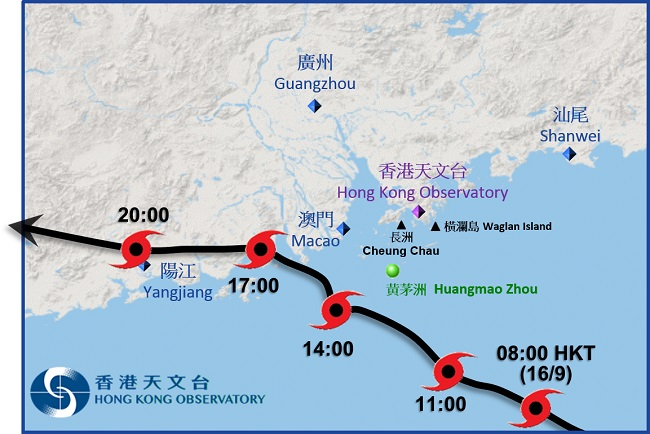 廣州
Guangzhou
汕尾
Shanwei
香港天文台
Hong Kong Observatory
20:00
澳門
Macao
長洲
Cheung Chau
橫瀾島 Waglan Island
陽江
Yangjiang
17:00
黃茅洲 Huangmao Zhou
14:00
08:00 HKT
(16/9)
11:00
香港天文台
HONG KONG OBSERVATORY